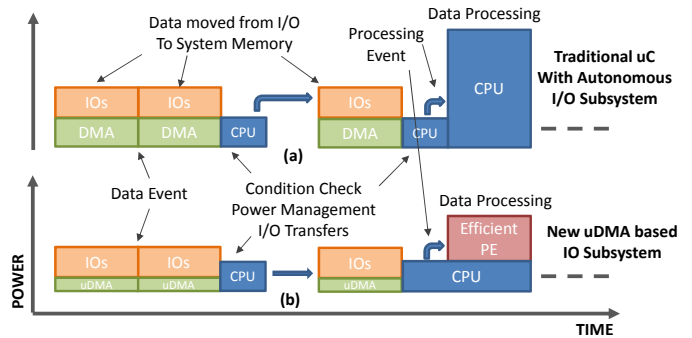 Data moved from I/O
To System Memory
Processing
Event
Data Processing
Traditional uC
With Autonomous
I/O Subsystem
IOs
IOs
IOs
CPU
DMA
DMA
CPU
DMA
CPU
(a)
Data Event
Condition Check
Power Management
I/O Transfers
Data Processing
New uDMA based
IO Subsystem
Efficient
PE
IOs
IOs
CPU
IOs
CPU
uDMA
uDMA
uDMA
(b)
POWER
TIME